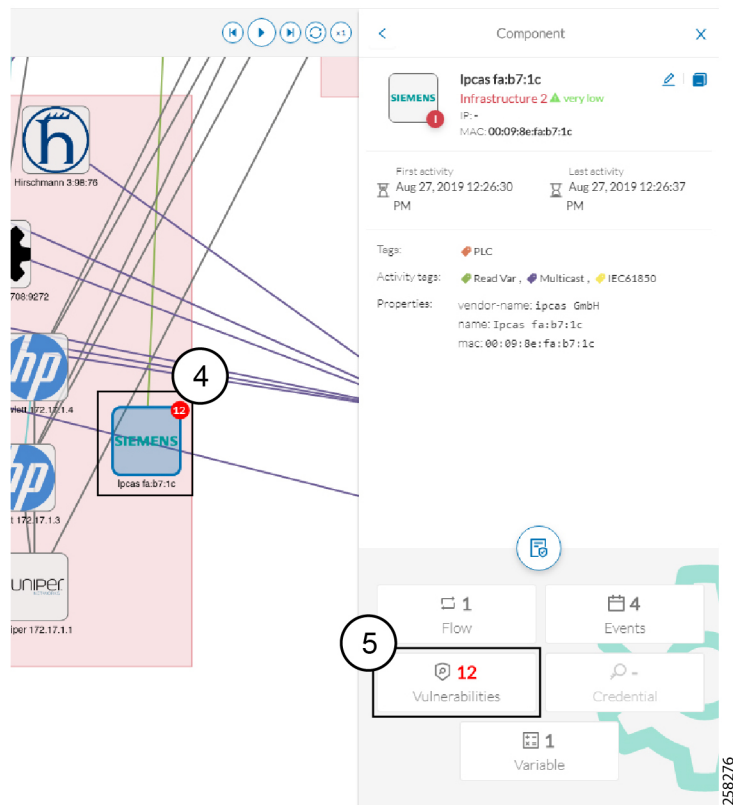 x1
Component
SIEMENS
Ipcas fa:b7:1c
Infrastructure 2 very low
IP: -
MAC: 00:09:8e:fa:b7:1c
First activity
Aug 27, 2019 12:26:30
PM
Last activity
Aug 27, 2019 12:26:37
PM
Tags: PLC
Activity tags: Read Var , Multicast , IEC61850
Properties: vendor-name: ipcas GmbH
name: Ipcas fa:b7:1c
mac: 00:09:8e:fa:b7:1c
Hirschmann 3:98:76
708:9272
hp
lett 172.17.1.4
4
12
SIEMENS
Ipcas fa:b7:1c
hp
t 172.17.1.3
uniper
NETWORKS
iper 172.17.1.1
1
Flow
4
Events
5
12
Vulnerabilities
-
Credential
1
Variable
258276